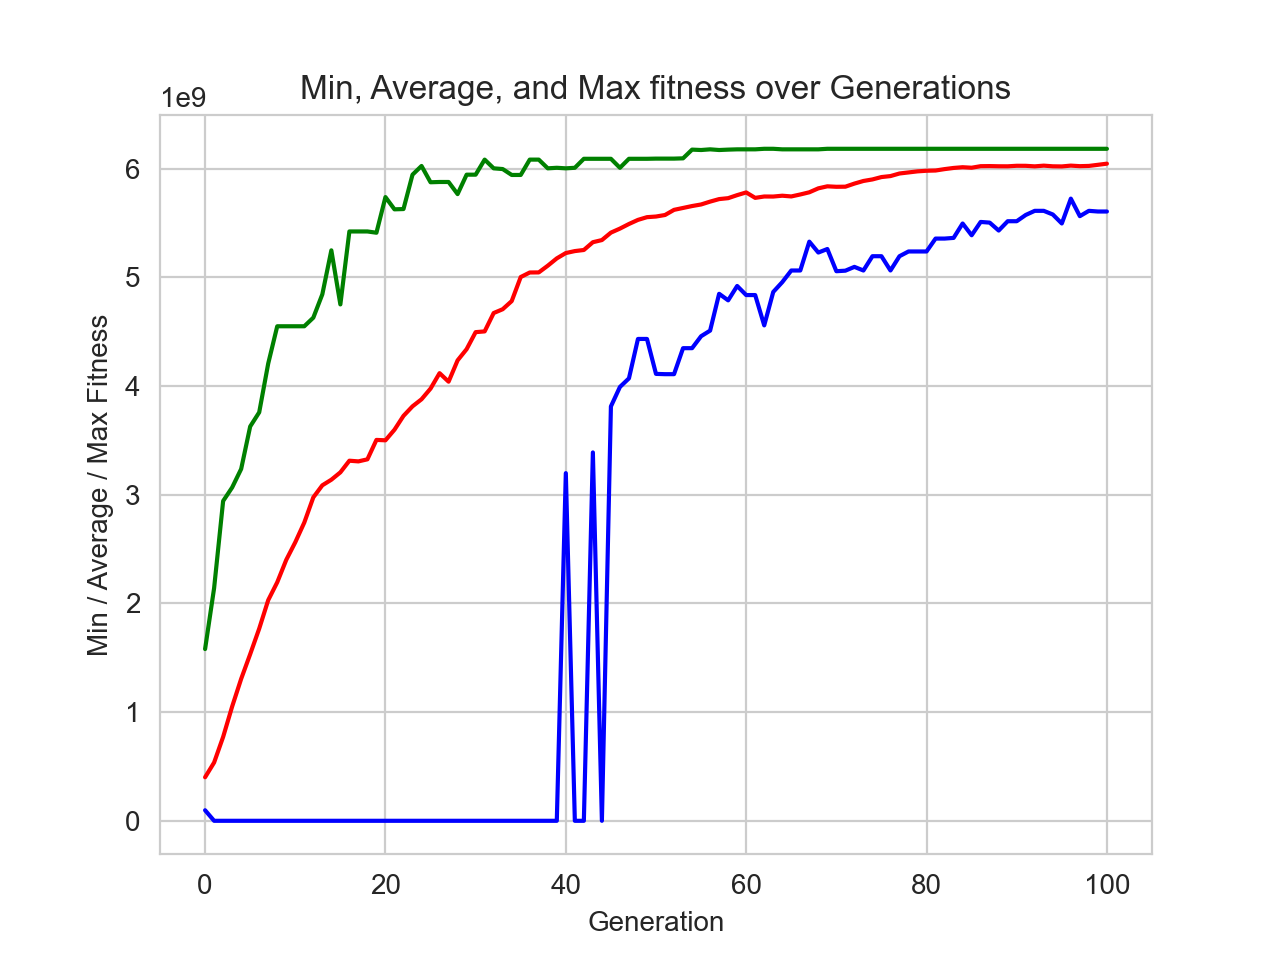 Min, Average, and Max fitness over Generations
1e9
6
5
4
3
2
1
0
Min / Average / Max Fitness
0 20 40 60 80 100
Generation